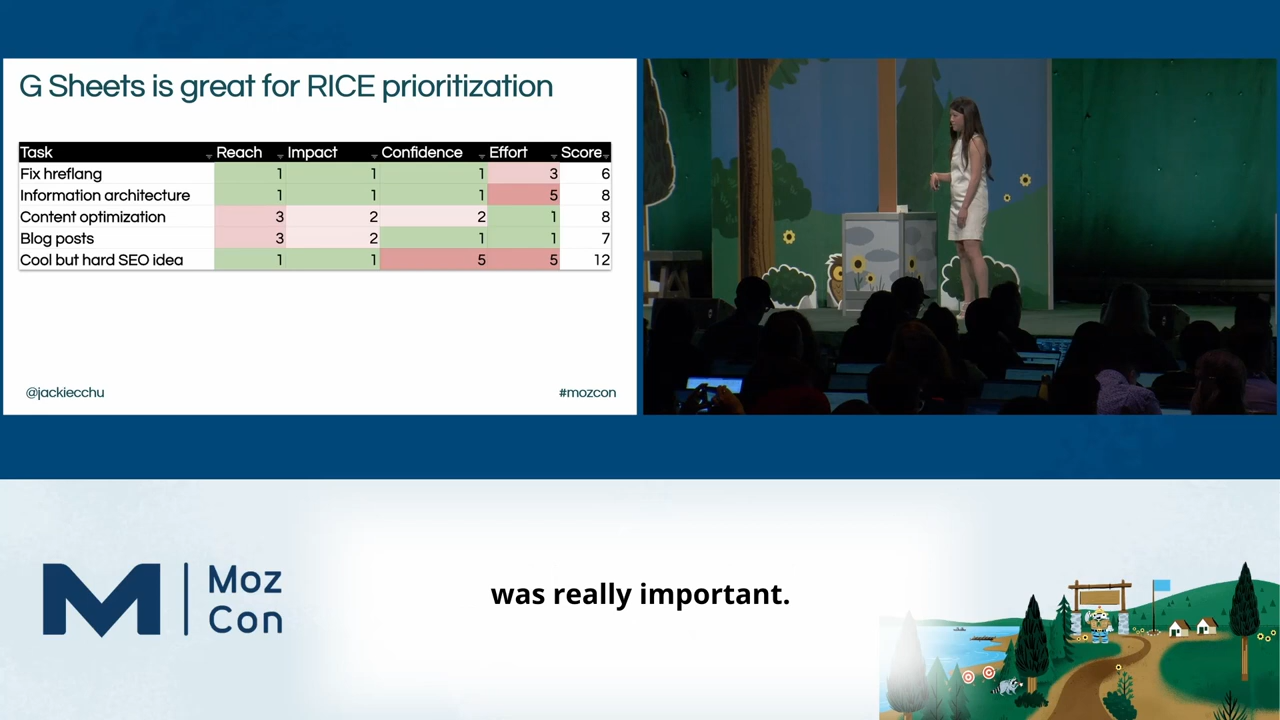 G Sheets is great for RICE prioritization
Task Reach Impact Confidence Effort Score
Fix hreflang 1 1 1 3 6
Information architecture 1 1 1 5 8
Content optimization 3 2 2 1 8
Blog posts 3 2 1 1 7
Cool but hard SEO idea 1 1 5 5 12
@jackiecchu #mozcon
was really important.
Moz
Con